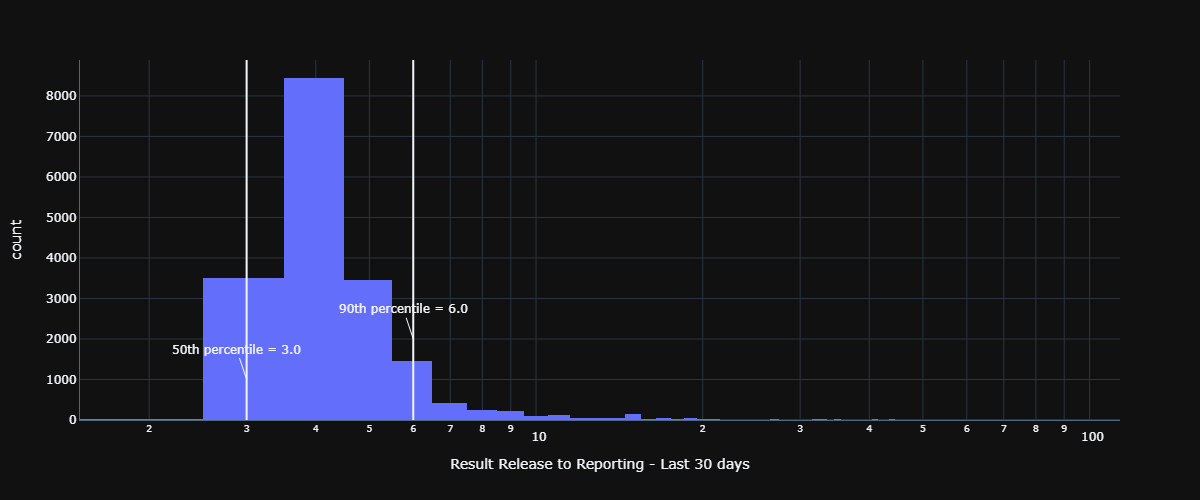 8000
7000
6000
5000
4000
3000
2000
1000
0
count
90th percentile = 6.0
50th percentile = 3.0
2 3 4 5 6 7 8 9 10 2 3 4 5 6 7 8 9 100
Result Release to Reporting - Last 30 days